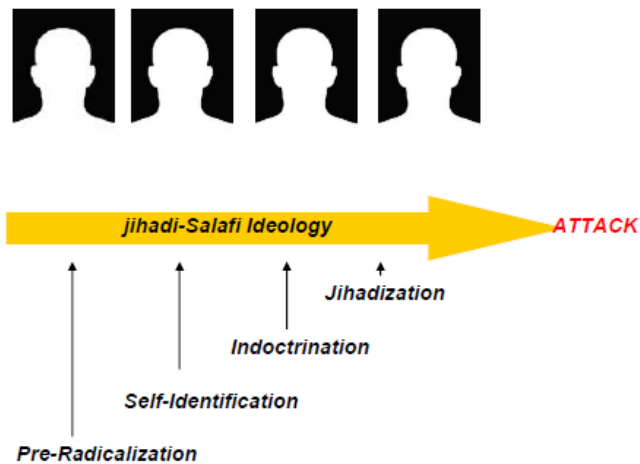 jihadi-Salafi Ideology
ATTACK
Jihadization
Indoctrination
Self-Identification
Pre-Radicalization